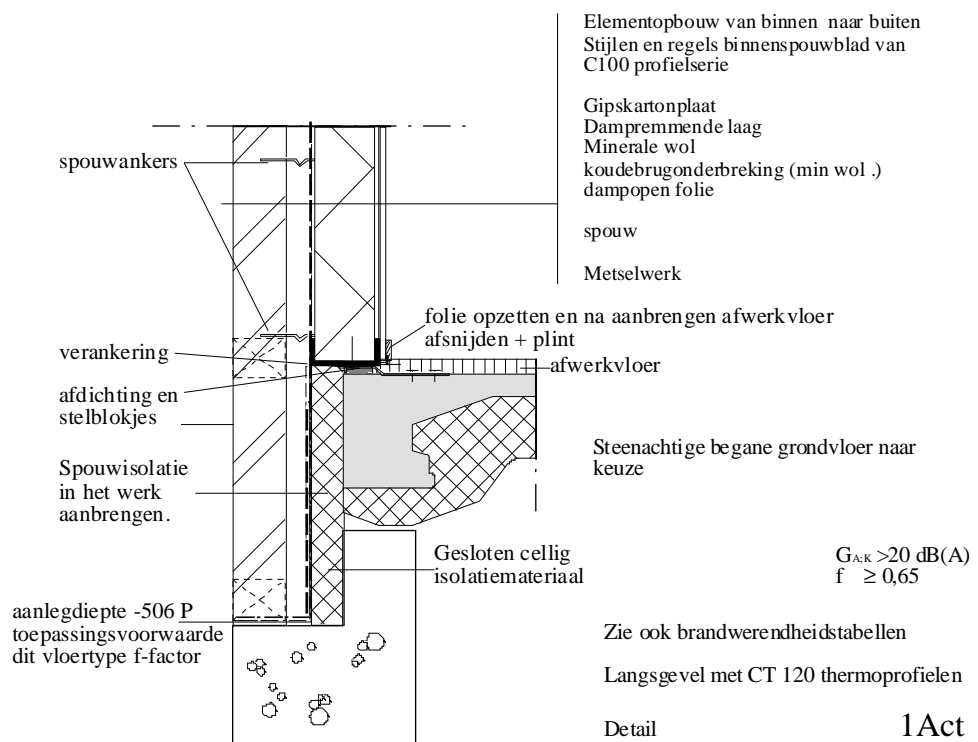 Elementopbouw van binnen naar buiten
Stijlen en regels binnenspouwblad van
C100 profielserie
Gipskartonplaat
Dampremmende laag
Minerale wol
koudebrugonderbreking (min wol .)
dampopen folie
spouw
Metselwerk
spouwankers
folie opzetten en na aanbrengen afwerkvloer
afsnijden + plint
verankering
afwerkvloer
afdichting en
stelblokjes
Steenachtige begane grondvloer naar
keuze
Spouwisolatie
in het werk
aanbrengen.
Gesloten cellig
isolatiemateriaal
GA;K >20 dB(A)
f ≥ 0,65
aanlegdiepte -506 P
toepassingsvoorwaarde
dit vloertype f-factor
Zie ook brandwerendheidstabellen
Langsgevel met CT 120 thermoprofielen
Detail 1Act